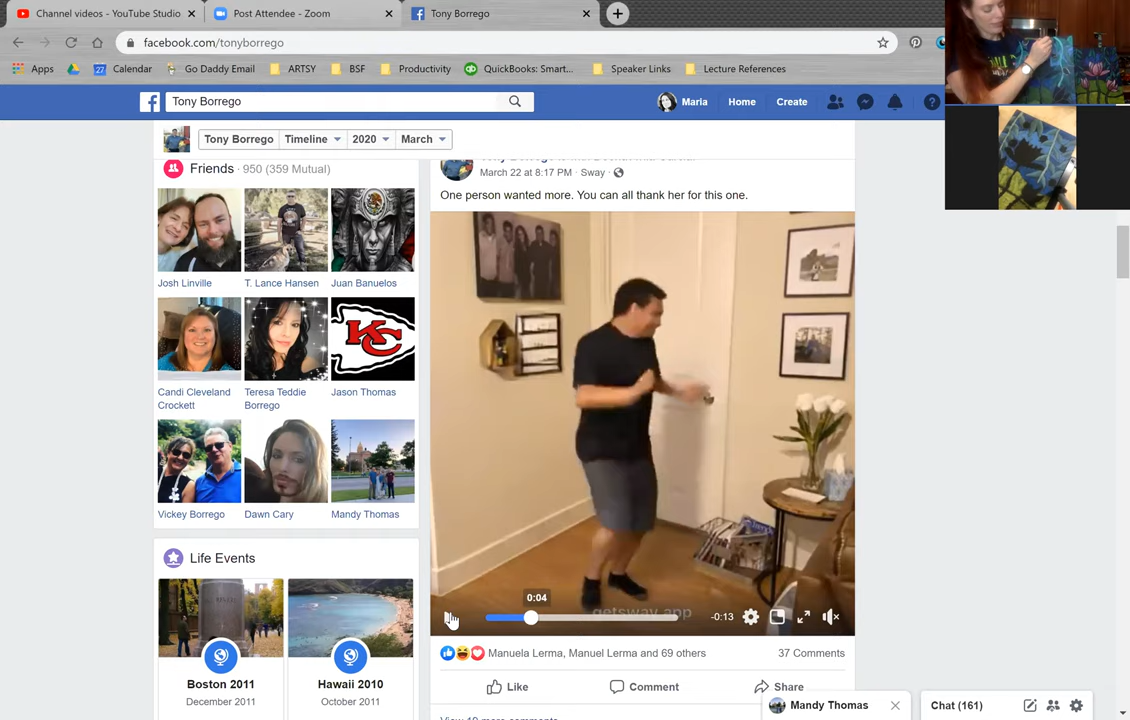 Channel videos - YouTube Studio
Post Attendee - Zoom
Tony Borrego
facebook.com/tonyborrego
Apps
27 Calendar
Go Daddy Email
ARTSY
BSF
Productivity
QuickBooks: Smart...
Speaker Links
Lecture References
Tony Borrego
Maria
Home
Create
Tony Borrego
Timeline
2020
March
Friends · 950 (359 Mutual)
Josh Linville
T. Lance Hansen
Juan Banuelos
KC
Candi Cleveland Crockett
Teresa Teddie Borrego
Jason Thomas
Vickey Borrego
Dawn Cary
Mandy Thomas
Life Events
Boston 2011
December 2011
Hawaii 2010
October 2011
March 22 at 8:17 PM · Sway ·
One person wanted more. You can all thank her for this one.
0:04
getsway.app
-0:13
Manuela Lerma, Manuel Lerma and 69 others
37 Comments
Like
Comment
Share
Mandy Thomas
Chat (161)